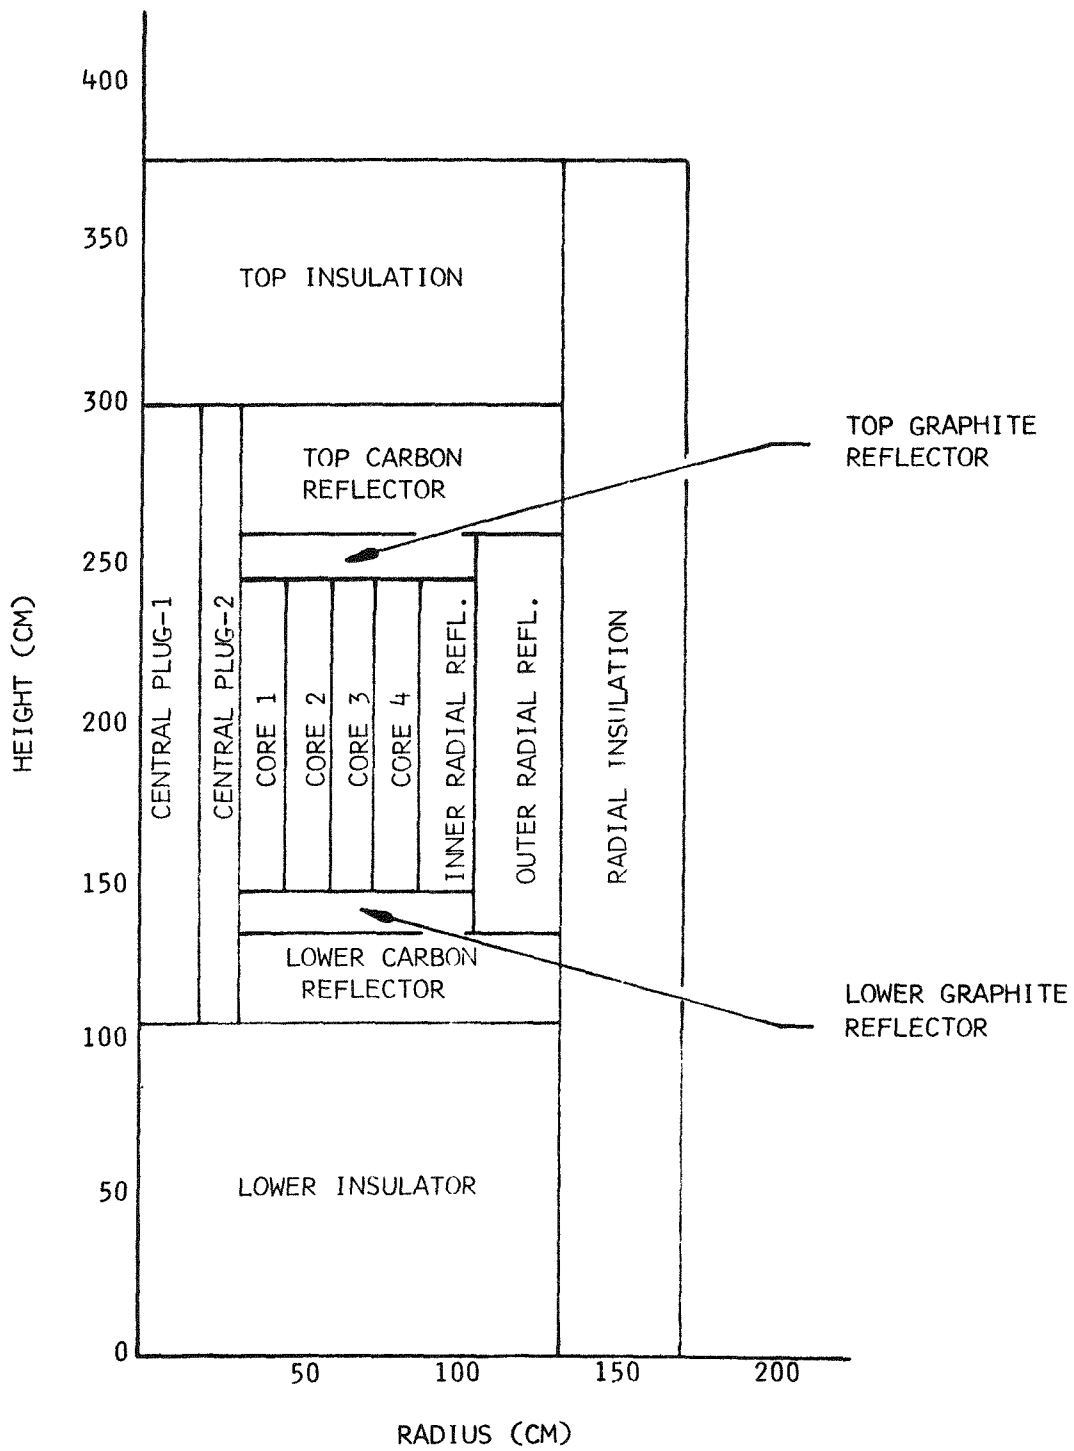 400
350
TOP INSULATION
300
TOP CARBON
REFLECTOR
TOP GRAPHITE
REFLECTOR
250
HEIGHT (CM)
CENTRAL PLUG-1
CENTRAL PLUG-2
CORE 1
CORE 2
CORE 3
CORE 4
INNER RADIAL REFL.
OUTER RADIAL REFL.
RADIAL INSULATION
200
150
LOWER CARBON
REFLECTOR
LOWER GRAPHITE
REFLECTOR
100
LOWER INSULATOR
50
0
50
100
150
200
RADIUS (CM)